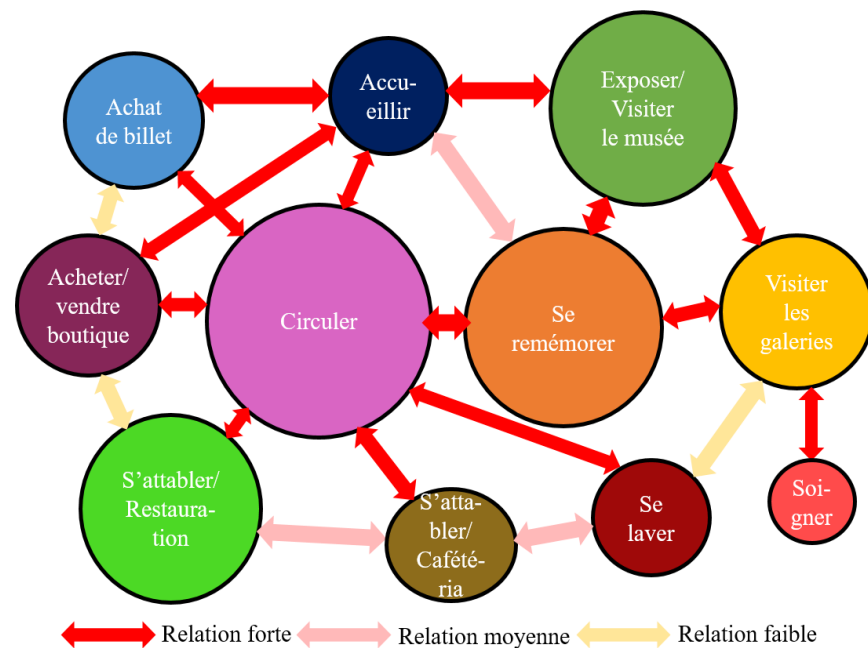 Achat
de billet
Accu-
eillir
Exposer/
Visiter
le musée
Acheter/
vendre
boutique
Circuler
Se
remémorer
Visiter
les
galeries
S'attabler/
Restaura-
tion
S'atta-
bler/
Cafété-
ria
Se
laver
Soi-
gner
Relation forte
Relation moyenne
Relation faible